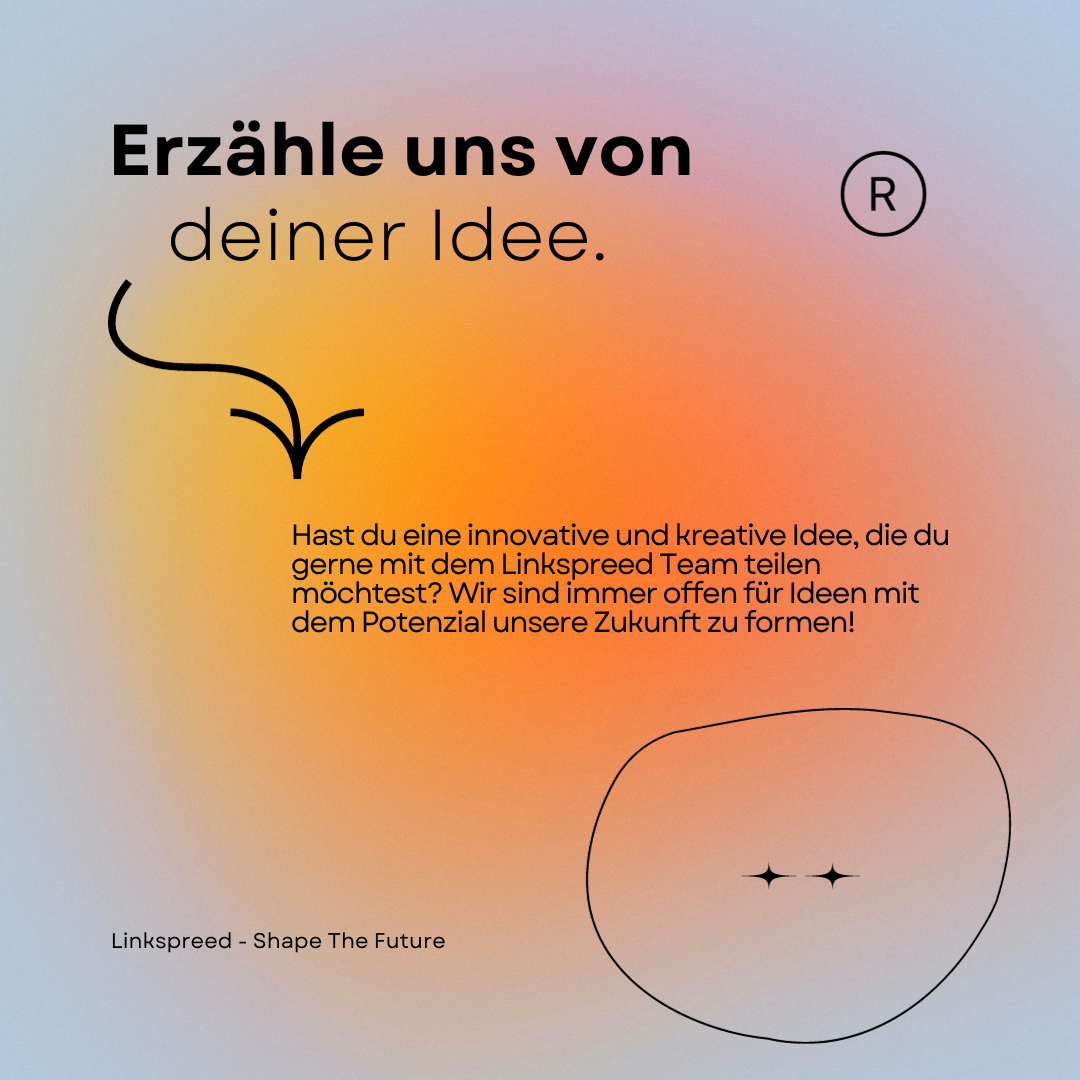 Erzähle uns von
deiner Idee.
R
Hast du eine innovative und kreative Idee, die du
gerne mit dem Linkspreed Team teilen
möchtest? Wir sind immer offen für Ideen mit
dem Potenzial unsere Zukunft zu formen!
Linkspreed - Shape The Future